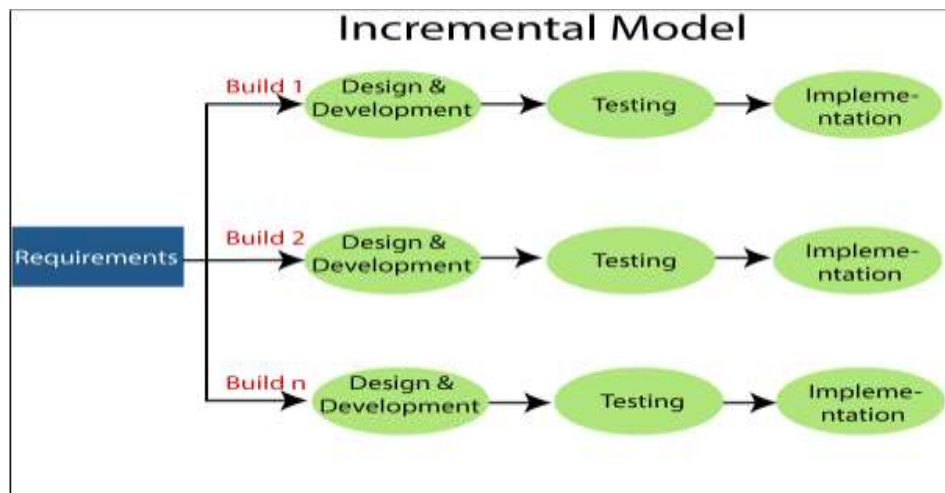 Incremental Model
Build 1
Design &
Development
Testing
Impleme-
ntation
Requirements
Build 2
Design &
Development
Testing
Impleme-
ntation
Build n
Design &
Development
Testing
Impleme-
ntation